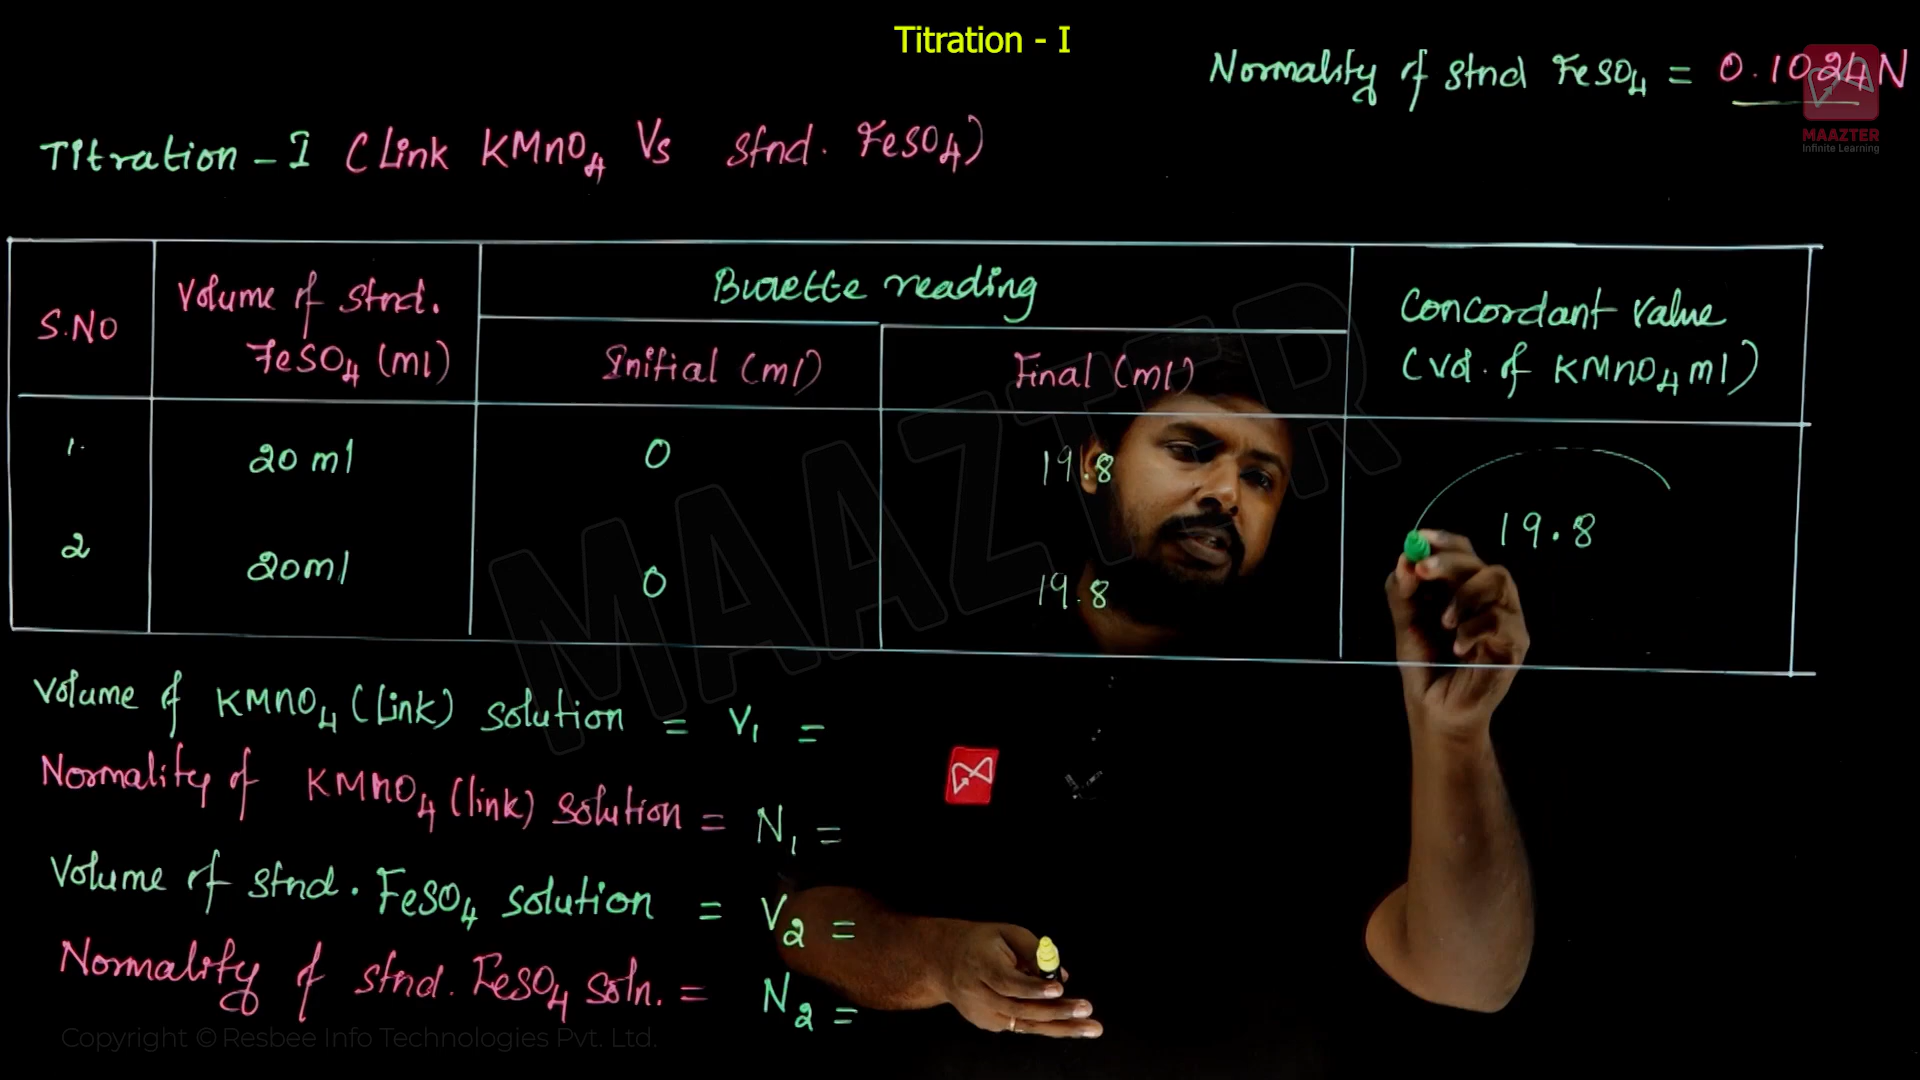 Titration - I
Normality of stnd FeSO4 = 0.1024 N
MAAZTER
Infinite Learning
Titration - I (Link KMnO4 Vs stnd. FeSO4)
S.NO
Volume of stnd. FeSO4 (ml)
Burette reading
Initial (ml)
Final (ml)
Concordant value (Vol. of KMnO4 ml)
1. 20 ml 0 19.8
19.8
2 20ml 0 19.8
MAAZTER
Volume of KMnO4 (Link) solution = V1 =
Normality of KMnO4 (link) solution = N1 =
Volume of stnd. FeSO4 solution = V2 =
Normality of stnd. FeSO4 soln. = N2 =
Copyright © Resbee Info Technologies Pvt. Ltd.